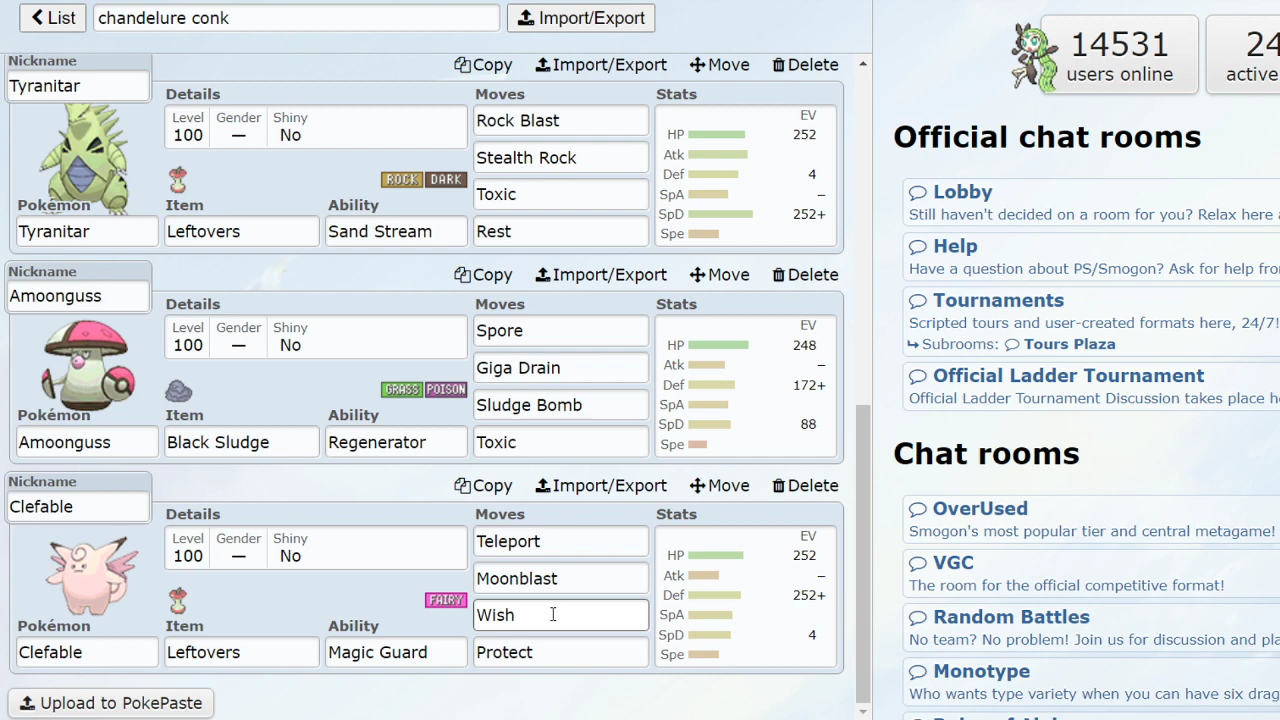 List
chandelure conk
Import/Export
14531
users online
24
active
Nickname
Tyranitar
Copy Import/Export Move Delete
Details
Level Gender Shiny
100 — No
ROCK DARK
Pokémon Item Ability
Tyranitar Leftovers Sand Stream
Moves
Rock Blast
Stealth Rock
Toxic
Rest
Stats
EV
HP 252
Atk
Def 4
SpA –
SpD 252+
Spe
Nickname
Amoonguss
Copy Import/Export Move Delete
Details
Level Gender Shiny
100 — No
GRASS POISON
Pokémon Item Ability
Amoonguss Black Sludge Regenerator
Moves
Spore
Giga Drain
Sludge Bomb
Toxic
Stats
EV
HP 248
Atk –
Def 172+
SpA
SpD 88
Spe
Nickname
Clefable
Copy Import/Export Move Delete
Details
Level Gender Shiny
100 — No
FAIRY
Pokémon Item Ability
Clefable Leftovers Magic Guard
Moves
Teleport
Moonblast
Wish
Protect
Stats
EV
HP 252
Atk –
Def 252+
SpA
SpD 4
Spe
Upload to PokePaste
Official chat rooms
Lobby
Still haven't decided on a room for you? Relax here
Help
Have a question about PS/Smogon? Ask for help fro
Tournaments
Scripted tours and user-created formats here, 24/7!
↳ Subrooms: Tours Plaza
Official Ladder Tournament
Official Ladder Tournament Discussion takes place h
Chat rooms
OverUsed
Smogon's most popular tier and central metagame!
VGC
The room for the official competitive format!
Random Battles
No team? No problem! Join us for discussion and pla
Monotype
Who wants type variety when you can have six drag